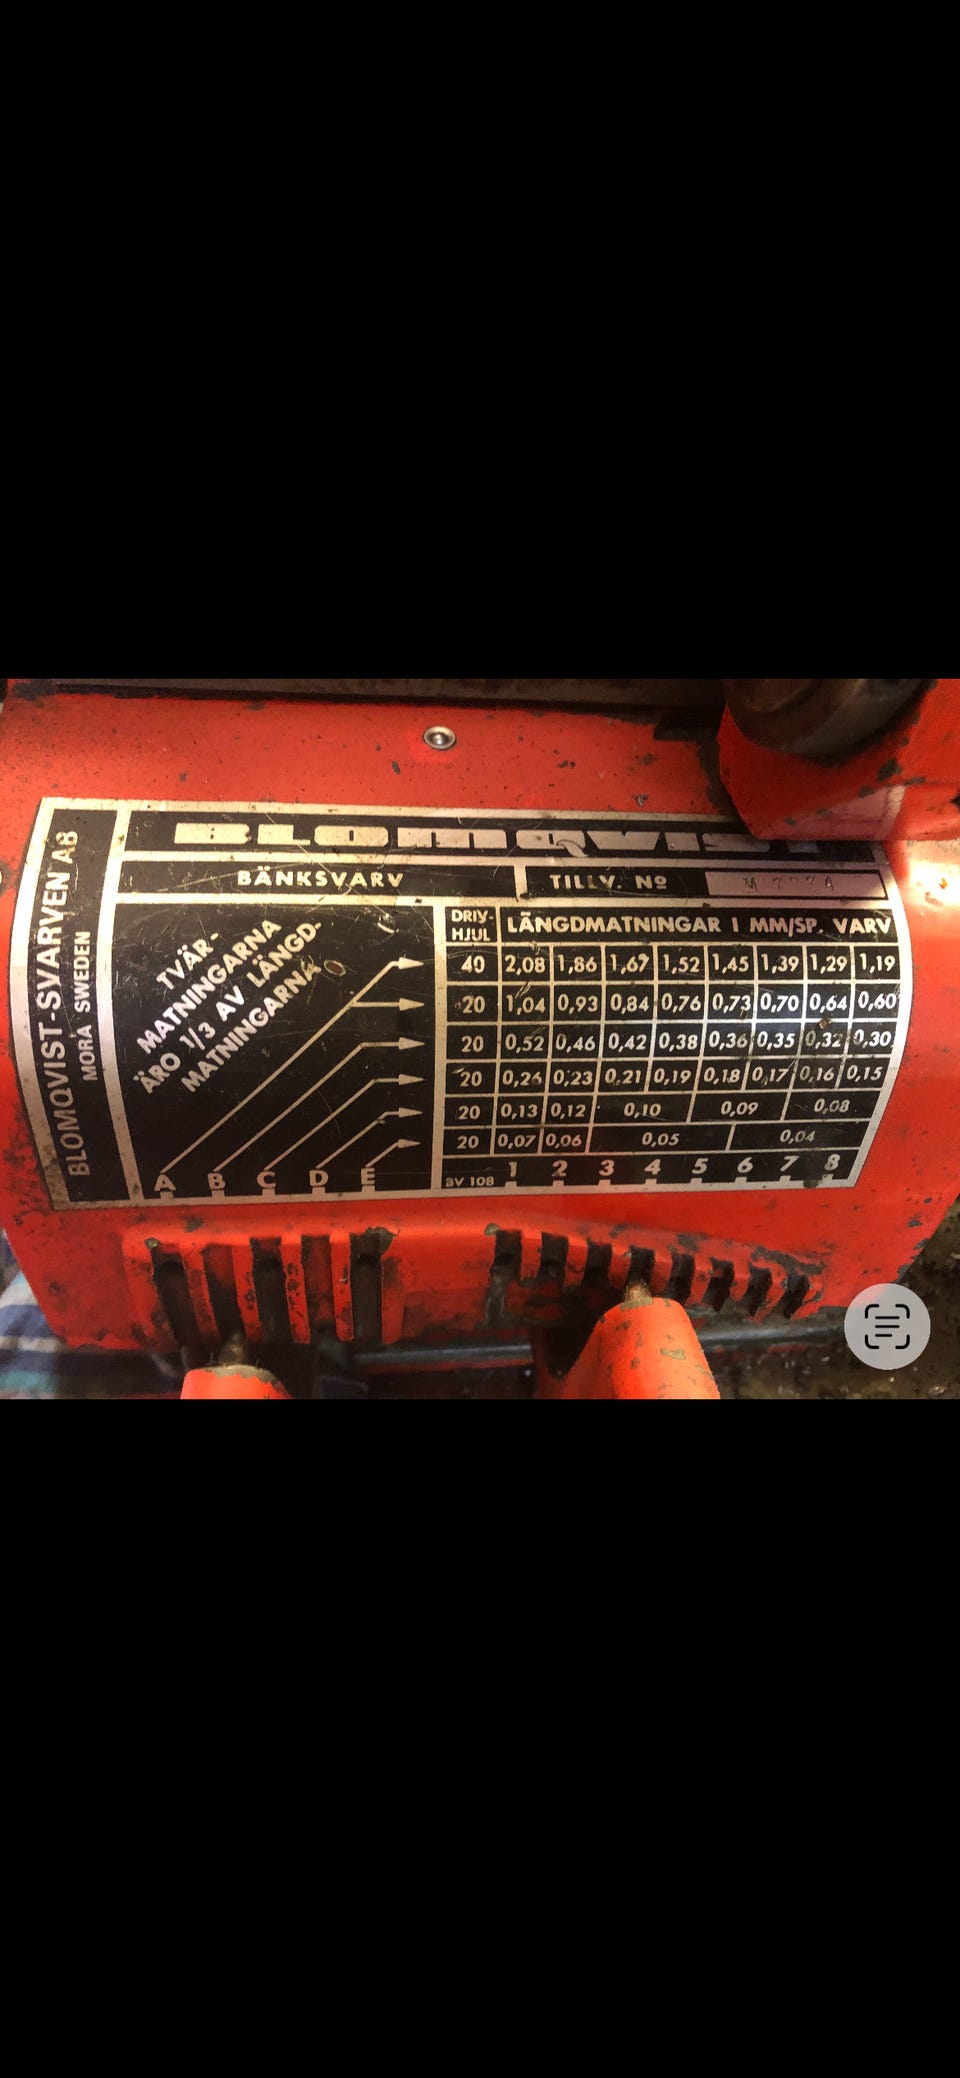 BLOMQVIST-SVARVEN AB
MORA SWEDEN
BLOMQVIST
BÄNKSVARV
TILLV. NO
TVÄR-
MATNINGARNA
ÄRO 1/3 AV LÄNGD-
MATNINGARNA
DRIV-
HJUL
LÄNGDMATNINGAR I MM/SP. VARV
40 2,08 1,86 1,67 1,52 1,45 1,39 1,29 1,19
20 1,04 0,93 0,84 0,76 0,73 0,70 0,64 0,60
20 0,52 0,46 0,42 0,38 0,36 0,35 0,32 0,30
20 0,26 0,23 0,21 0,19 0,18 0,17 0,16 0,15
20 0,13 0,12 0,10 0,09 0,08
20 0,07 0,06 0,05 0,04
A B C D E
BV 108 1 2 3 4 5 6 7 8